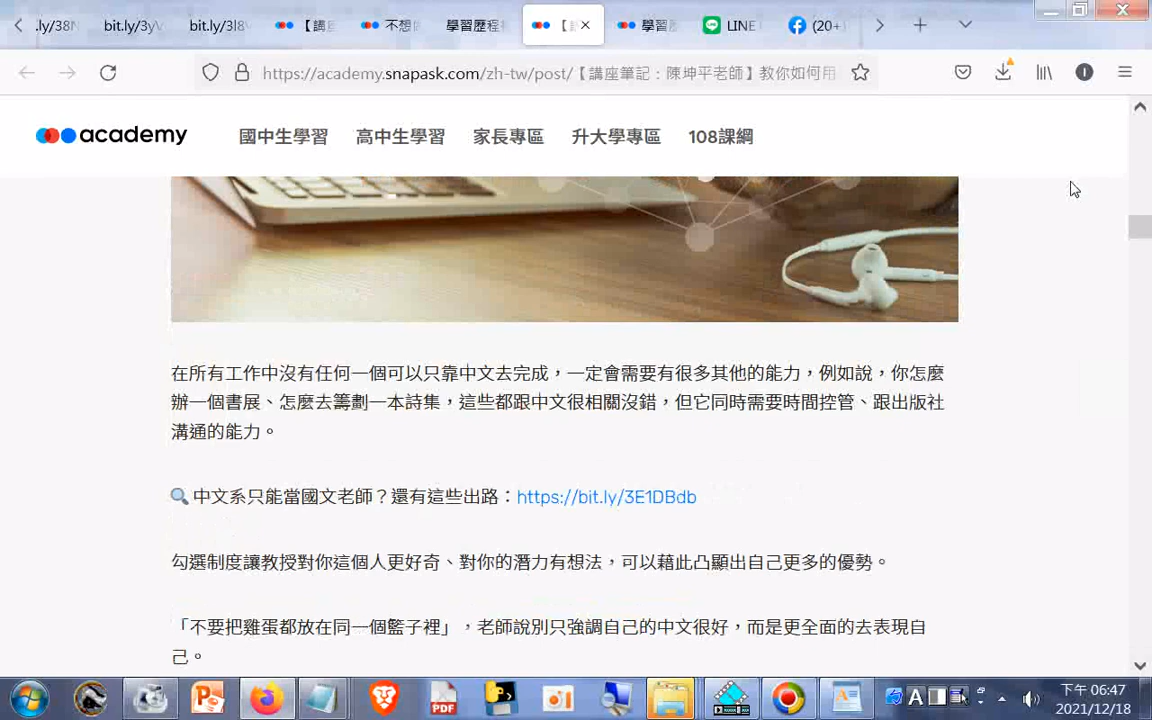 .ly/38N
bit.ly/3yV
bit.ly/3l8
【講座
不想
學習歷程
【
學習歷
LINE
(20+)
https://academy.snapask.com/zh-tw/post/【講座筆記：陳坤平老師】教你如何用
academy
國中生學習
高中生學習
家長專區
升大學專區
108課綱
在所有工作中沒有任何一個可以只靠中文去完成，一定會需要有很多其他的能力，例如說，你怎麼
辦一個書展、怎麼去籌劃一本詩集，這些都跟中文很相關沒錯，但它同時需要時間控管、跟出版社
溝通的能力。
中文系只能當國文老師？還有這些出路：https://bit.ly/3E1DBdb
勾選制度讓教授對你這個人更好奇、對你的潛力有想法，可以藉此凸顯出自己更多的優勢。
「不要把雞蛋都放在同一個籃子裡」，老師說別只強調自己的中文很好，而是更全面的去表現自
己。
PDF
A
下午 06:47
2021/12/18